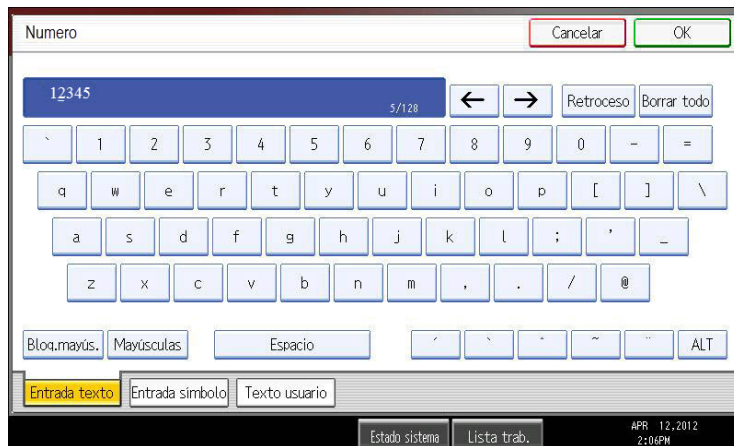 Numero Cancelar OK
12345
5/128 ← → Retroceso Borrar todo
` 1 2 3 4 5 6 7 8 9 0 - =
q w e r t y u i o p [ ] \
a s d f g h j k l ; ' _
z x c v b n m , . / @
Bloq.mayús. Mayúsculas Espacio ´ ` ^ ~ ¨ ALT
Entrada texto Entrada símbolo Texto usuario
Estado sistema Lista trab. APR 12,2012
2:06PM